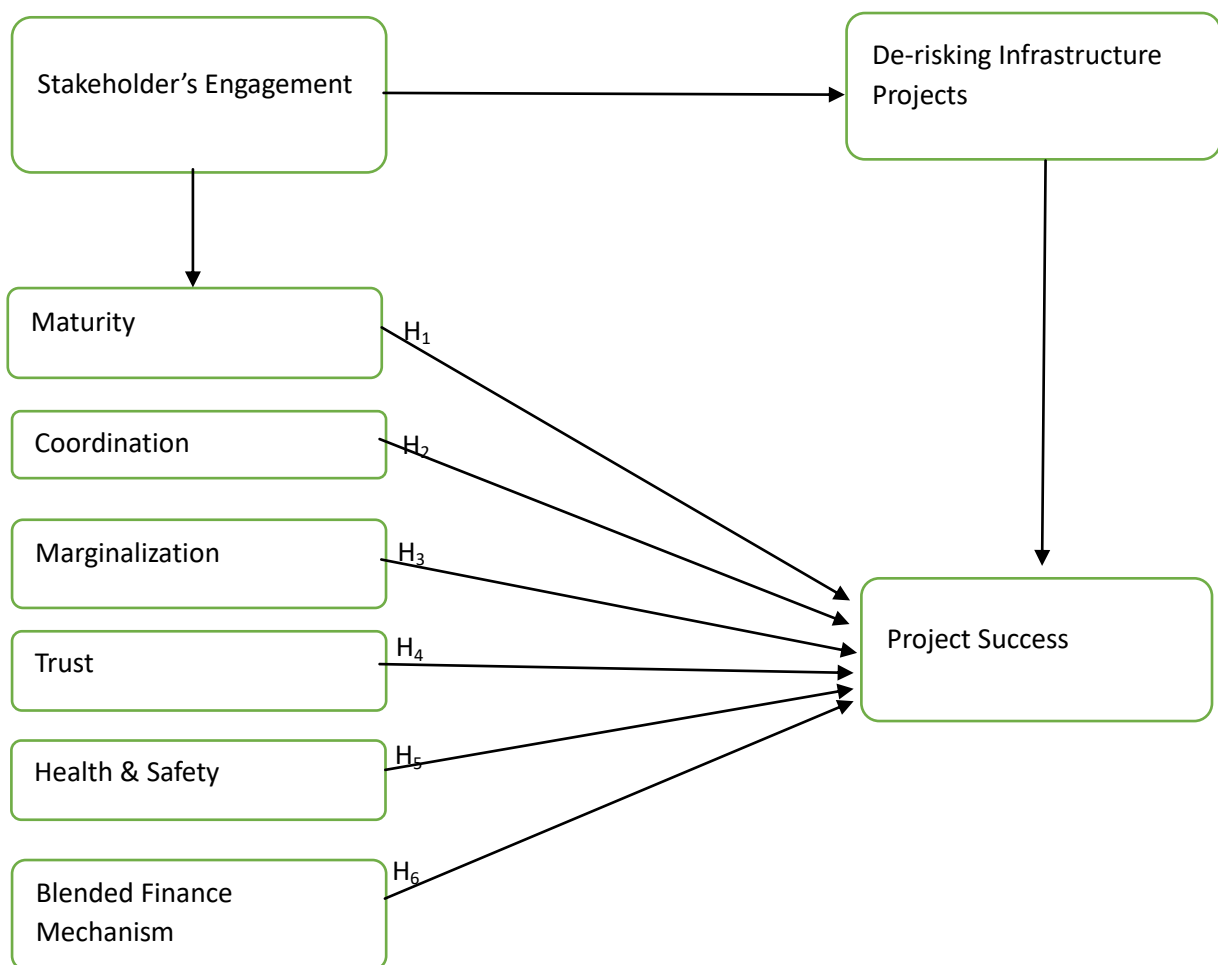 Stakeholder’s Engagement
De-risking Infrastructure
Projects
Maturity
H₁
Coordination
H₂
Marginalization
H₃
Trust
H₄
Project Success
Health & Safety
H₅
Blended Finance
Mechanism
H₆